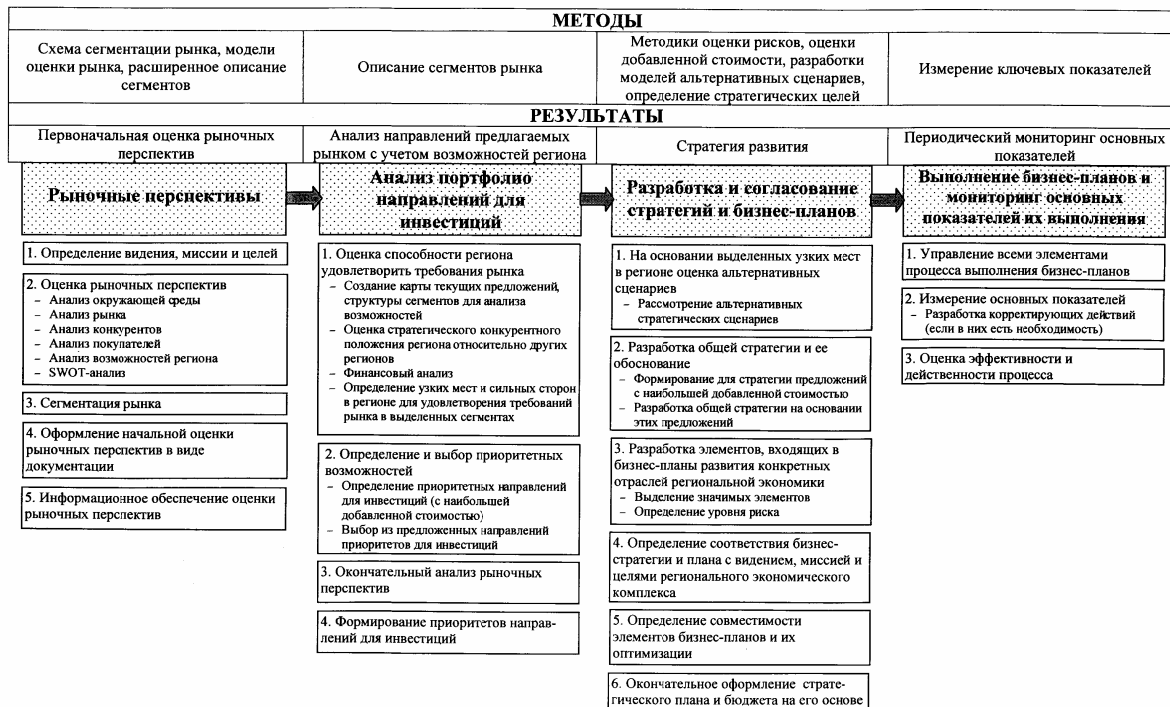 МЕТОДЫ
Схема сегментации рынка, модели
оценки рынка, расширенное описание
сегментов
Описание сегментов рынка
Методики оценки рисков, оценки
добавленной стоимости, разработки
моделей альтернативных сценариев,
определение стратегических целей
Измерение ключевых показателей
РЕЗУЛЬТАТЫ
Первоначальная оценка рыночных
перспектив
Анализ направлений предлагаемых
рынком с учетом возможностей региона
Стратегия развития
Периодический мониторинг основных
показателей
Рыночные перспективы
Анализ портфолио
направлений для
инвестиций
Разработка и согласование
стратегий и бизнес-планов
Выполнение бизнес-планов и
мониторинг основных
показателей их выполнения
1. Определение видения, миссии и целей
2. Оценка рыночных перспектив
– Анализ окружающей среды
– Анализ рынка
– Анализ конкурентов
– Анализ покупателей
– Анализ возможностей региона
– SWOT-анализ
3. Сегментация рынка
4. Оформление начальной оценки
рыночных перспектив в виде
документации
5. Информационное обеспечение оценки
рыночных перспектив
1. Оценка способности региона
удовлетворить требования рынка
– Создание карты текущих предложений,
структуры сегментов для анализа
возможностей
– Оценка стратегического конкурентного
положения региона относительно других
регионов
– Финансовый анализ
– Определение узких мест и сильных сторон
в регионе для удовлетворения требований
рынка в выделенных сегментах
2. Определение и выбор приоритетных
возможностей
– Определение приоритетных направлений
для инвестиций (с наибольшей
добавленной стоимостью)
– Выбор из предложенных направлений
приоритетов для инвестиций
3. Окончательный анализ рыночных
перспектив
4. Формирование приоритетов направ-
лений для инвестиций
1. На основании выделенных узких мест
в регионе оценка альтернативных
сценариев
– Рассмотрение альтернативных
стратегических сценариев
2. Разработка общей стратегии и ее
обоснование
– Формирование для стратегии предложений
с наибольшей добавленной стоимостью
– Разработка общей стратегии на основании
этих предложений
3. Разработка элементов, входящих в
бизнес-планы развития конкретных
отраслей региональной экономики
– Выделение значимых элементов
– Определение уровня риска
4. Определение соответствия бизнес-
стратегии и плана с видением, миссией и
целями регионального экономического
комплекса
5. Определение совместимости
элементов бизнес-планов и их
оптимизации
6. Окончательное оформление страте-
гического плана и бюджета на его основе
1. Управление всеми элементами
процесса выполнения бизнес-планов
2. Измерение основных показателей
– Разработка корректирующих действий
(если в них есть необходимость)
3. Оценка эффективности и
действенности процесса